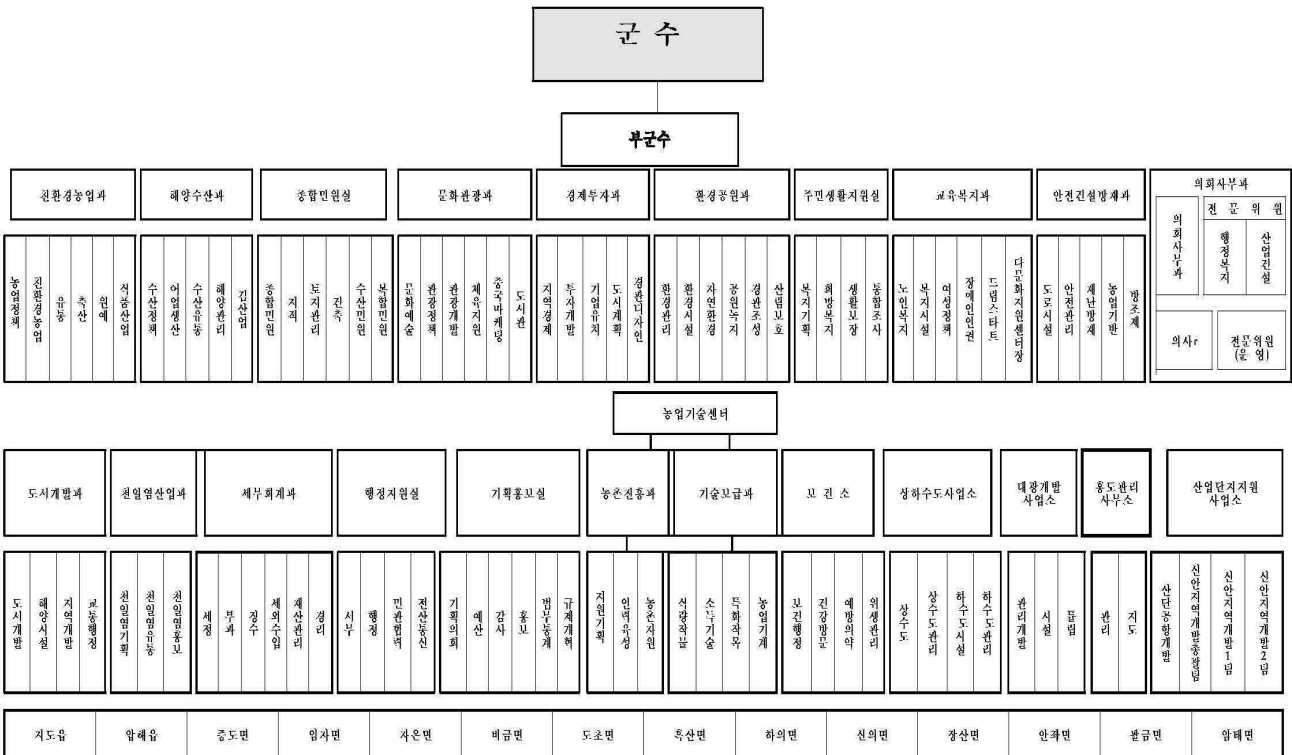 군 수
부군수
친환경농업과
해양수산과
종합민원실
문화관광과
경제투자과
환경공원과
주민생활지원실
교육복지과
안전건설방재과
의회사무과
농업정책
친환경농업
유통
축산
원예
식품산업
수산정책
어업생산
수산유통
해양관리
김산업
종합민원
지적
토지관리
건축
수산민원
복합민원
문화예술
관광정책
관광개발
체육지원
중국마케팅
도서관
지역경제
투자개발
기업유치
도시계획
경관디자인
환경관리
환경시설
자연환경
공원녹지
경관조성
산림보호
복지기획
희망복지
생활보장
통합조사
노인복지
복지시설
여성정책
장애인인권
드림스타트
다문화지원센터장
도로시설
안전관리
재난방재
농업기반
방조제
의회사무과
전 문 위 원
행정복지
산업건설
의사r
전문위원
(운 영)
농업기술센터
도시개발과
천일염산업과
세무회계과
행정지원실
기획홍보실
농촌진흥과
기술보급과
보 건 소
상하수도사업소
대광개발
사업소
홍도관리
사무소
산업단지지원
사업소
도시개발
해양시설
지역개발
교통행정
천일염기획
천일염유통
천일염홍보
세정
부과
징수
세외수입
재산관리
경리
서무
행정
민관협력
전산통신
기획의회
예산
감사
홍보
법무통계
규제개혁
지원기획
인력육성
농촌자원
식량작물
소득기술
특화작목
농업기계
보건행정
건강방문
예방의약
위생관리
상수도
상수도관리
하수도시설
하수도관리
관리개발
시설
튤립
관리
지도
산단공항개발
신안지역개발총괄팀
신안지역개발1팀
신안지역개발2팀
지도읍
압해읍
증도면
임자면
자은면
비금면
도초면
흑산면
하의면
신의면
장산면
안좌면
팔금면
암태면